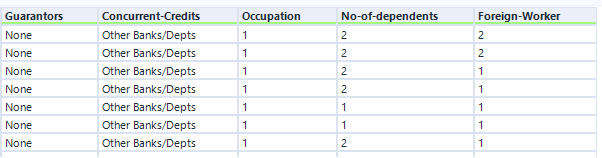 Guarantors Concurrent-Credits Occupation No-of-dependents Foreign-Worker
None Other Banks/Depts 1 2 2
None Other Banks/Depts 1 2 2
None Other Banks/Depts 1 2 1
None Other Banks/Depts 1 2 1
None Other Banks/Depts 1 1 1
None Other Banks/Depts 1 1 1
None Other Banks/Depts 1 2 1